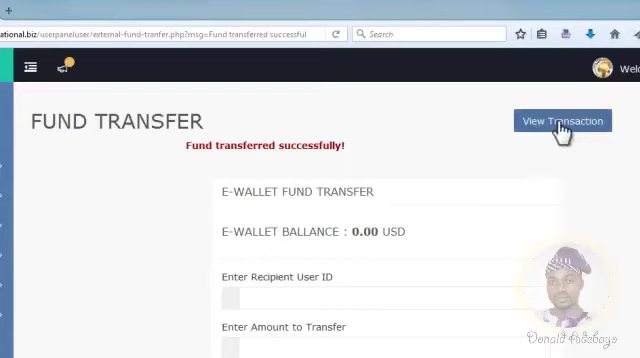 +
ational.biz/userpaneluser/external-fund-tranfer.php?msg=Fund transferred successful
Search
Welc
FUND TRANSFER
View Transaction
Fund transferred successfully!
E-WALLET FUND TRANSFER
E-WALLET BALLANCE : 0.00 USD
Enter Recipient User ID
Enter Amount to Transfer
Donald Adebayo